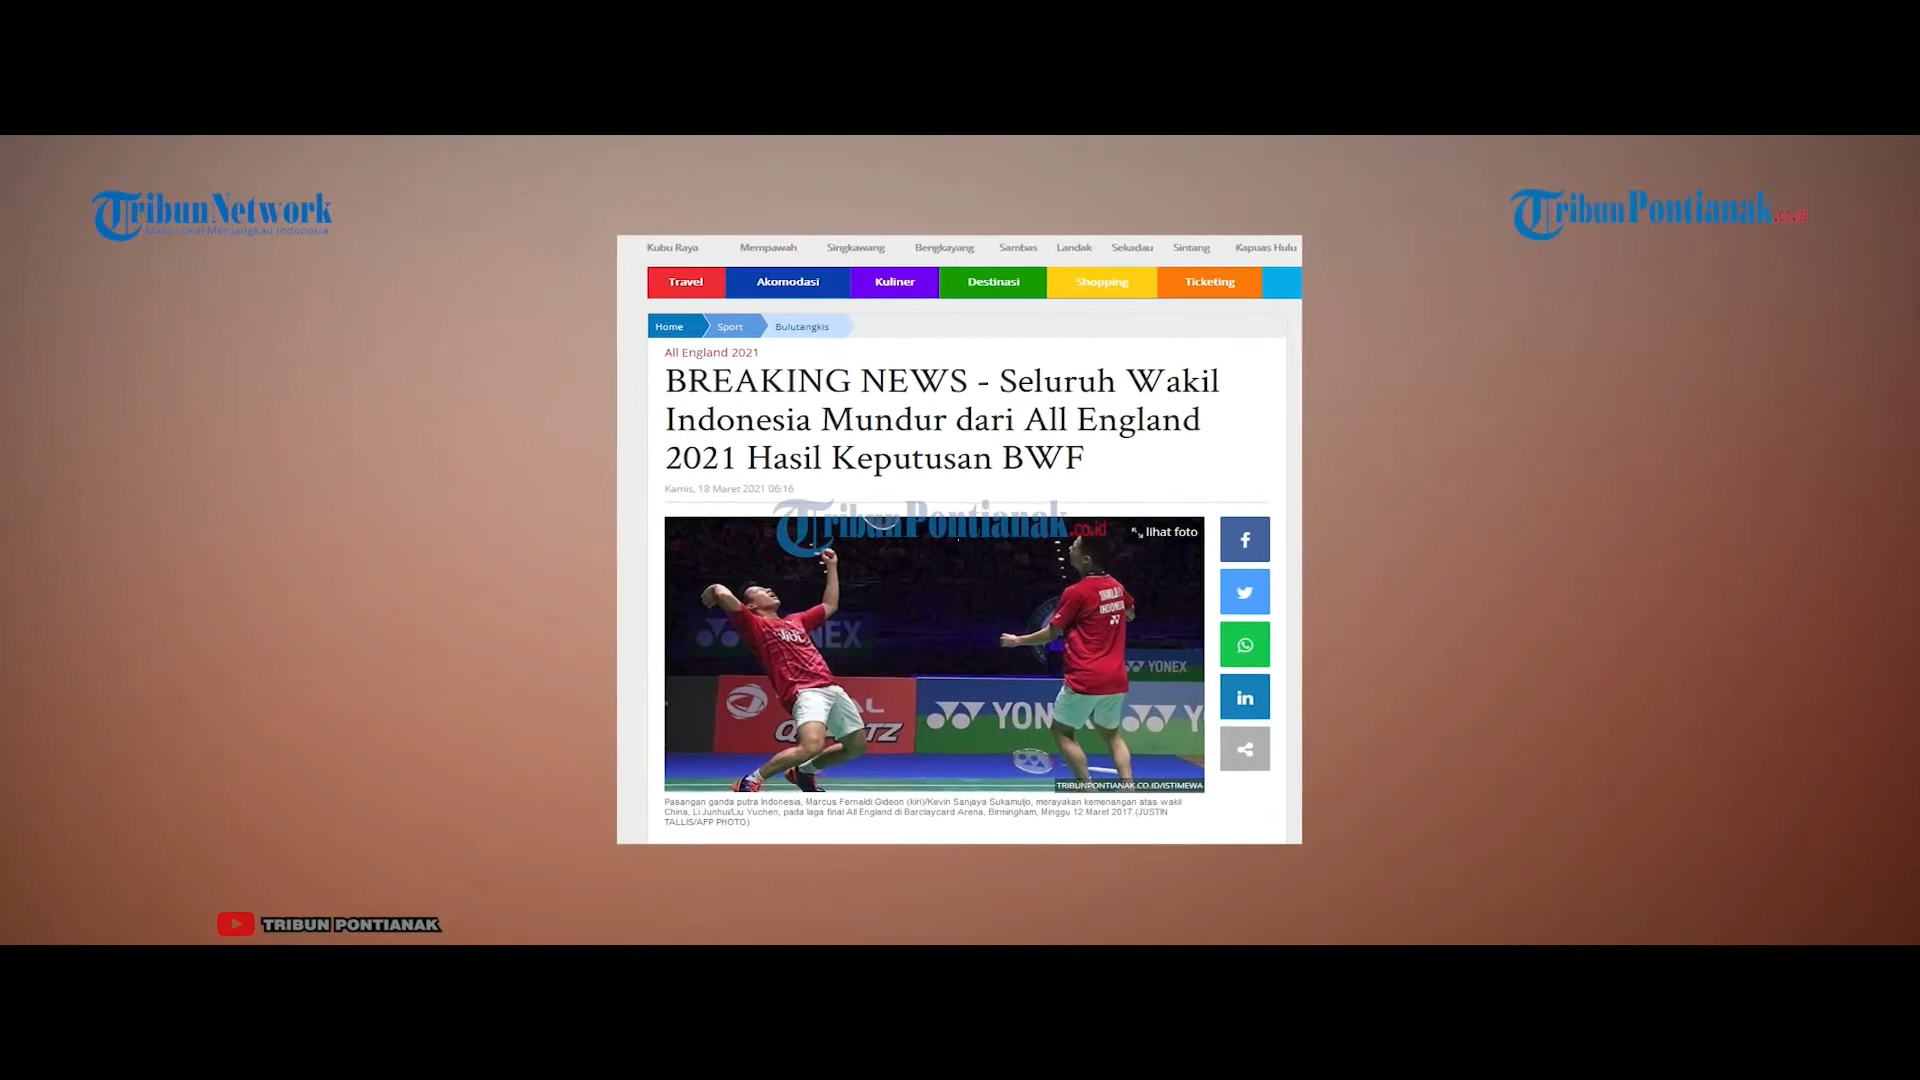 TribunNetwork
Mata Lokal Menjangkau Indonesia
TribunPontianak.co.id
Kubu Raya Mempawah Singkawang Bengkayang Sambas Landak Sekadau Sintang Kapuas Hulu
Travel Akomodasi Kuliner Destinasi Shopping Ticketing
Home Sport Bulutangkis
All England 2021
BREAKING NEWS - Seluruh Wakil
Indonesia Mundur dari All England
2021 Hasil Keputusan BWF
Kamis, 18 Maret 2021 06:16
TribunPontianak.co.id
lihat foto
INDONESIA
YONEX
YONEX
TRIBUNPONTIANAK.CO.ID/ISTIMEWA
Pasangan ganda putra Indonesia, Marcus Fernaldi Gideon (kiri)/Kevin Sanjaya Sukamuljo, merayakan kemenangan atas wakil
China, Li Junhui/Liu Yuchen, pada laga final All England di Barclaycard Arena, Birmingham, Minggu 12 Maret 2017.(JUSTIN
TALLIS/AFP PHOTO)
TRIBUN PONTIANAK